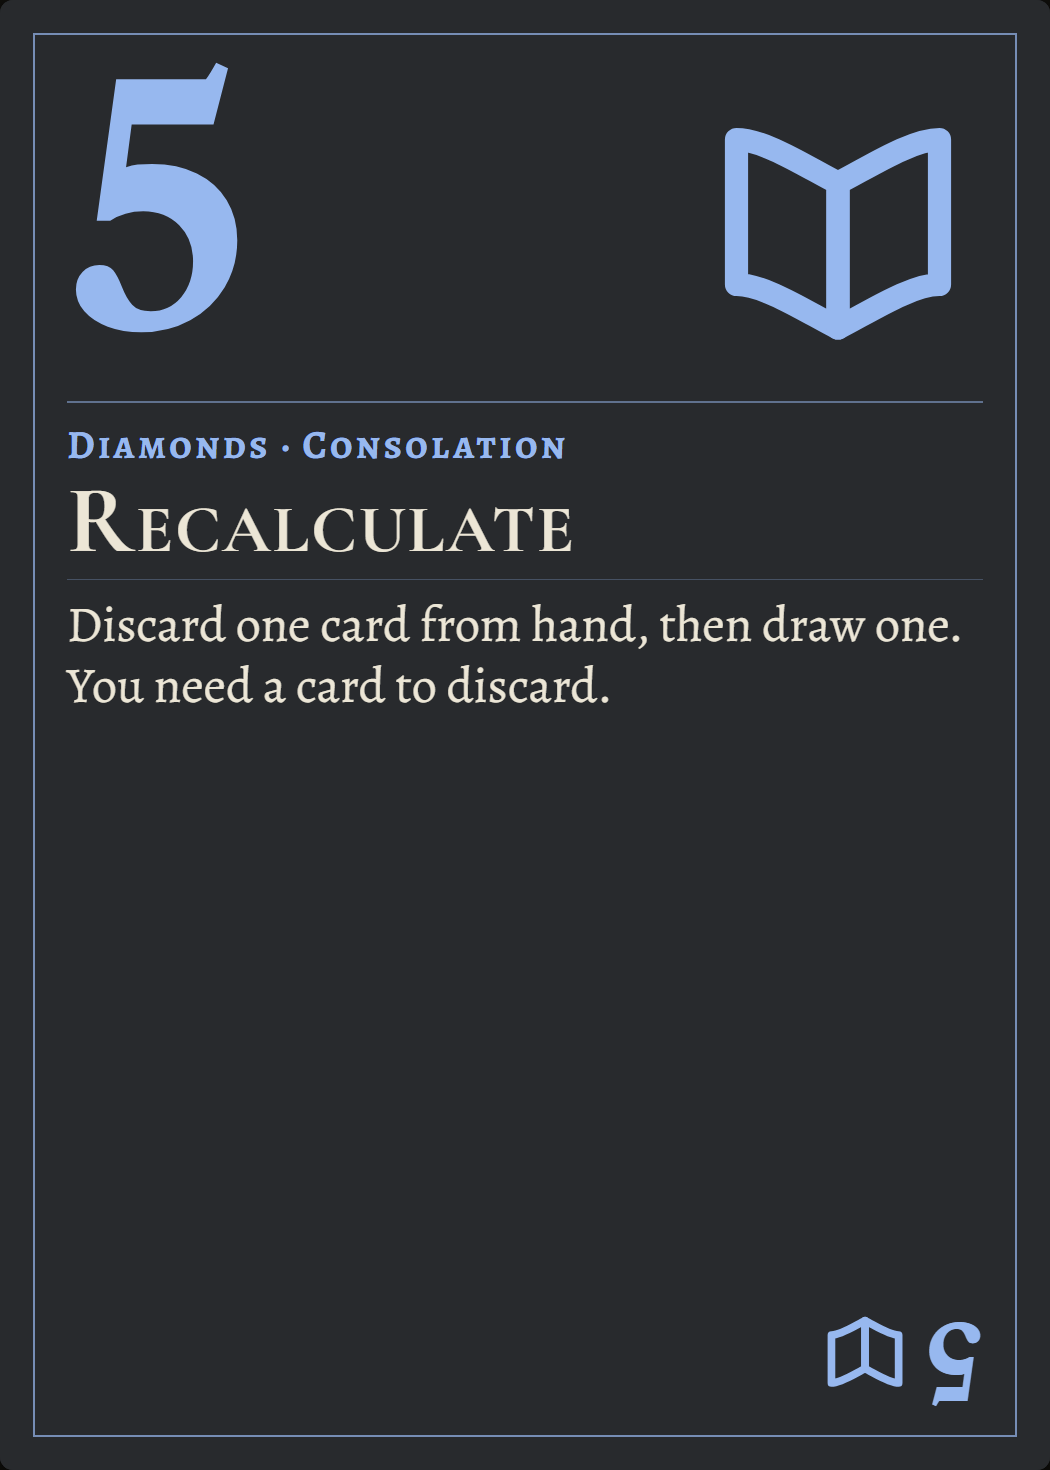 5
Diamonds · Consolation
Recalculate
Discard one card from hand, then draw one.
You need a card to discard.
5